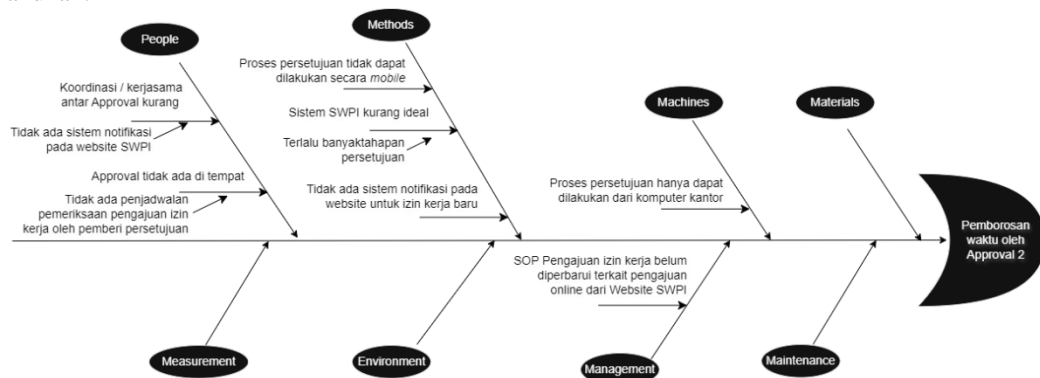 People
Methods
Koordinasi / kerjasama
antar Approval kurang
Tidak ada sistem notifikasi
pada website SWPI
Approval tidak ada di tempat
Tidak ada penjadwalan
pemeriksaan pengajuan izin
kerja oleh pemberi persetujuan
Proses persetujuan tidak dapat
dilakukan secara mobile
Sistem SWPI kurang ideal
Terlalu banyaktahapan
persetujuan
Tidak ada sistem notifikasi pada
website untuk izin kerja baru
Machines
Materials
Proses persetujuan hanya dapat
dilakukan dari komputer kantor
Pemborosan
waktu oleh
Approval 2
SOP Pengajuan izin kerja belum
diperbarui terkait pengajuan
online dari Website SWPI
Measurement
Environment
Management
Maintenance